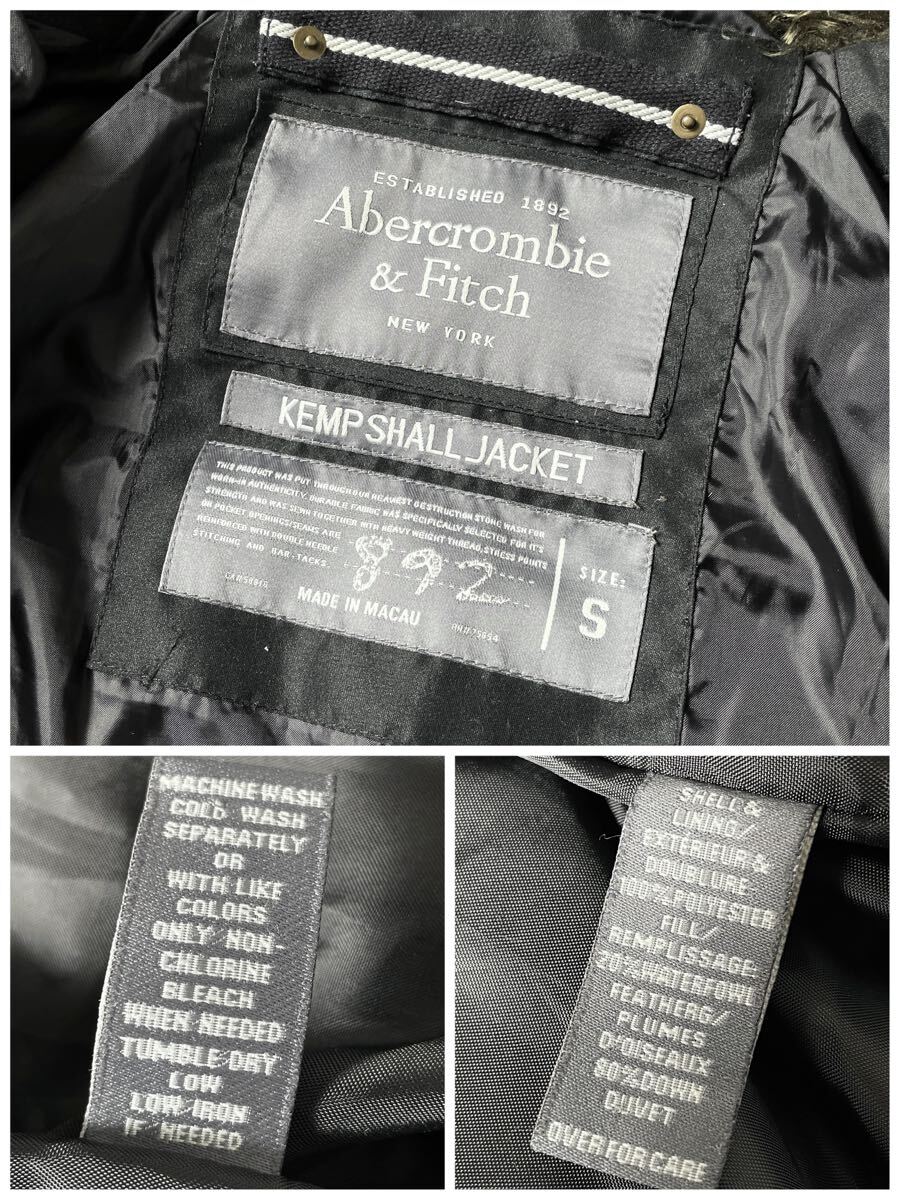 ESTABLISHED 1892
Abercrombie
& Fitch
NEW YORK
KEMPSHALL JACKET
THIS PRODUCT WAS PUT THROUGH OUR HEAVIEST DESTRUCTION STONE WASH FOR
WORN-IN AUTHENTICITY. DURABLE FABRIC WAS SPECIFICALLY SELECTED FOR IT'S
STRENGTH AND WAS SEWN TOGETHER WITH HEAVY WEIGHT THREAD, STRESS POINTS
ON POCKET OPENINGS/SEAMS ARE
REINFORCED WITH DOUBLE NEEDLE
STITCHING AND BAR-TACKS.
892
MADE IN MACAU
SIZE:
S
MACHINE WASH
COLD WASH
SEPARATELY
OR
WITH LIKE
COLORS
ONLY/NON-
CHLORINE
BLEACH
WHEN NEEDED
TUMBLE DRY
LOW
LOW IRON
IF NEEDED
SHELL &
LINING/
EXTERIEUR &
DOUBLURE
100% POLYESTER
FILL/
REMPLISSAGE
20% WATERFOWL
FEATHERS/
PLUMES
D'OISEAUX
80% DOWN
DUVET
OVER FOR CARE